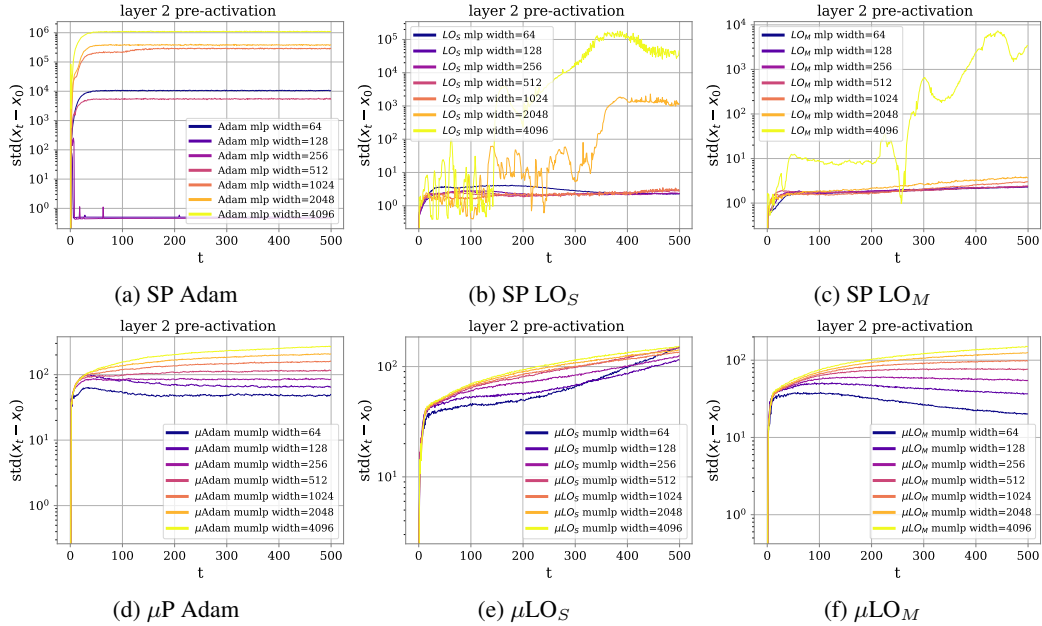 layer 2 pre-activation
std(x_t − x_0)
10^6
10^5
10^4
10^3
10^2
10^1
10^0
Adam mlp width=64
Adam mlp width=128
Adam mlp width=256
Adam mlp width=512
Adam mlp width=1024
Adam mlp width=2048
Adam mlp width=4096
0 100 200 300 400 500
t
(a) SP Adam
layer 2 pre-activation
std(x_t − x_0)
10^5
10^4
10^3
10^2
10^1
10^0
LO_S mlp width=64
LO_S mlp width=128
LO_S mlp width=256
LO_S mlp width=512
LO_S mlp width=1024
LO_S mlp width=2048
LO_S mlp width=4096
0 100 200 300 400 500
t
(b) SP LO_S
layer 2 pre-activation
std(x_t − x_0)
10^4
10^3
10^2
10^1
10^0
LO_M mlp width=64
LO_M mlp width=128
LO_M mlp width=256
LO_M mlp width=512
LO_M mlp width=1024
LO_M mlp width=2048
LO_M mlp width=4096
0 100 200 300 400 500
t
(c) SP LO_M
layer 2 pre-activation
std(x_t − x_0)
10^2
10^1
10^0
μAdam mumlp width=64
μAdam mumlp width=128
μAdam mumlp width=256
μAdam mumlp width=512
μAdam mumlp width=1024
μAdam mumlp width=2048
μAdam mumlp width=4096
0 100 200 300 400 500
t
(d) μP Adam
layer 2 pre-activation
std(x_t − x_0)
10^2
10^1
μLO_S mumlp width=64
μLO_S mumlp width=128
μLO_S mumlp width=256
μLO_S mumlp width=512
μLO_S mumlp width=1024
μLO_S mumlp width=2048
μLO_S mumlp width=4096
0 100 200 300 400 500
t
(e) μLO_S
layer 2 pre-activation
std(x_t − x_0)
10^2
10^1
10^0
μLO_M mumlp width=64
μLO_M mumlp width=128
μLO_M mumlp width=256
μLO_M mumlp width=512
μLO_M mumlp width=1024
μLO_M mumlp width=2048
μLO_M mumlp width=4096
0 100 200 300 400 500
t
(f) μLO_M